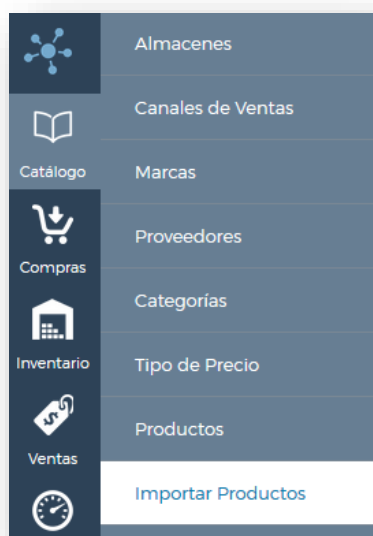 Almacenes
Canales de Ventas
Catálogo
Marcas
Proveedores
Compras
Categorías
Inventario
Tipo de Precio
Productos
Ventas
Importar Productos